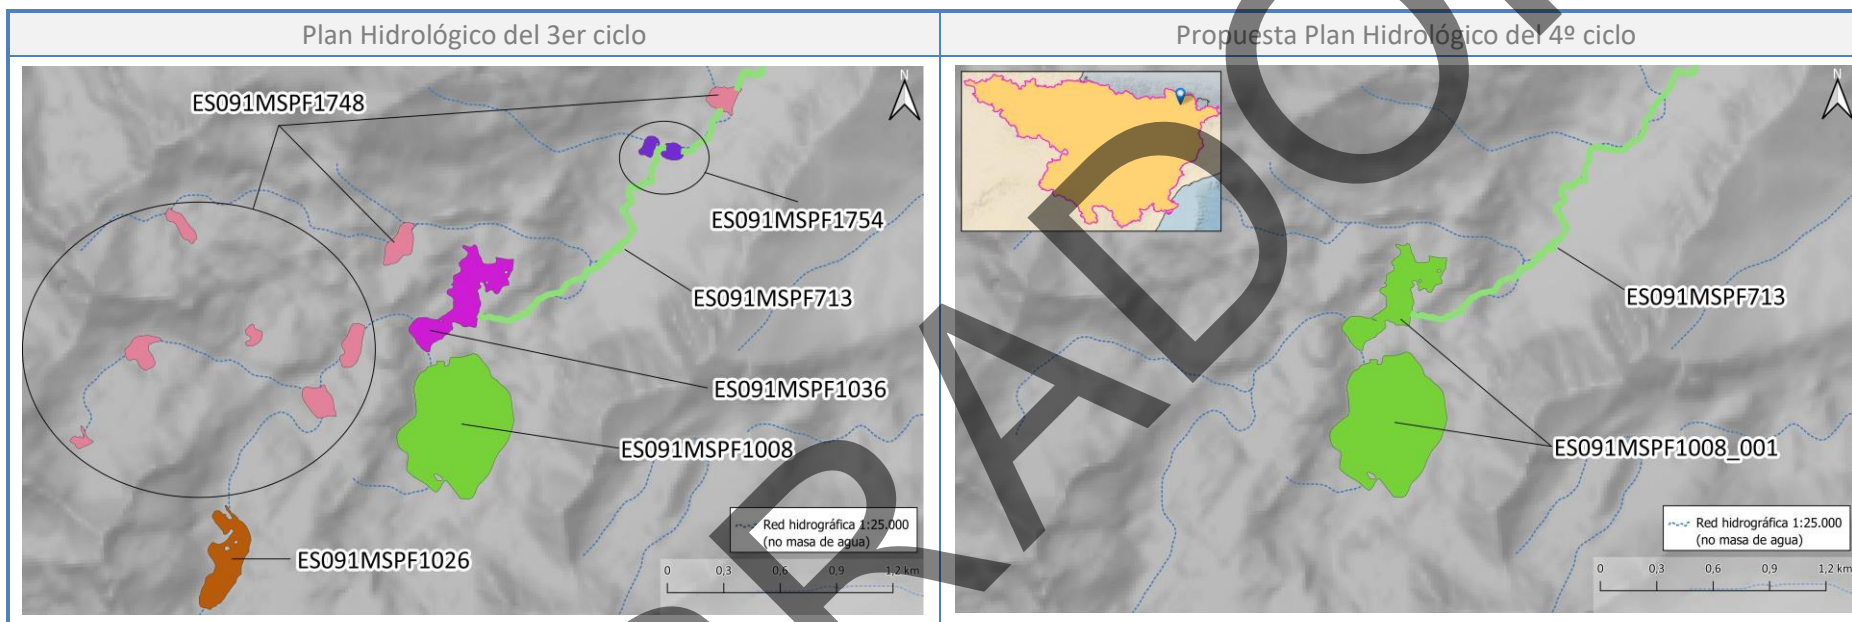 Plan Hidrológico del 3er ciclo
Propuesta Plan Hidrológico del 4º ciclo
ES091MSPF1748
N
ES091MSPF1754
ES091MSPF713
ES091MSPF1036
ES091MSPF1008
ES091MSPF1026
Red hidrográfica 1:25.000
(no masa de agua)
0 0,3 0,6 0,9 1,2 km
N
ES091MSPF713
ES091MSPF1008_001
Red hidrográfica 1:25.000
(no masa de agua)
0 0,3 0,6 0,9 1,2 km